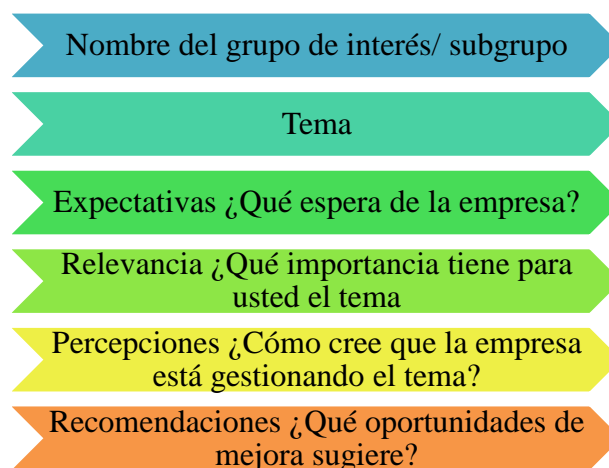 Nombre del grupo de interés/ subgrupo
Tema
Expectativas ¿Qué espera de la empresa?
Relevancia ¿Qué importancia tiene para
usted el tema
Percepciones ¿Cómo cree que la empresa
está gestionando el tema?
Recomendaciones ¿Qué oportunidades de
mejora sugiere?